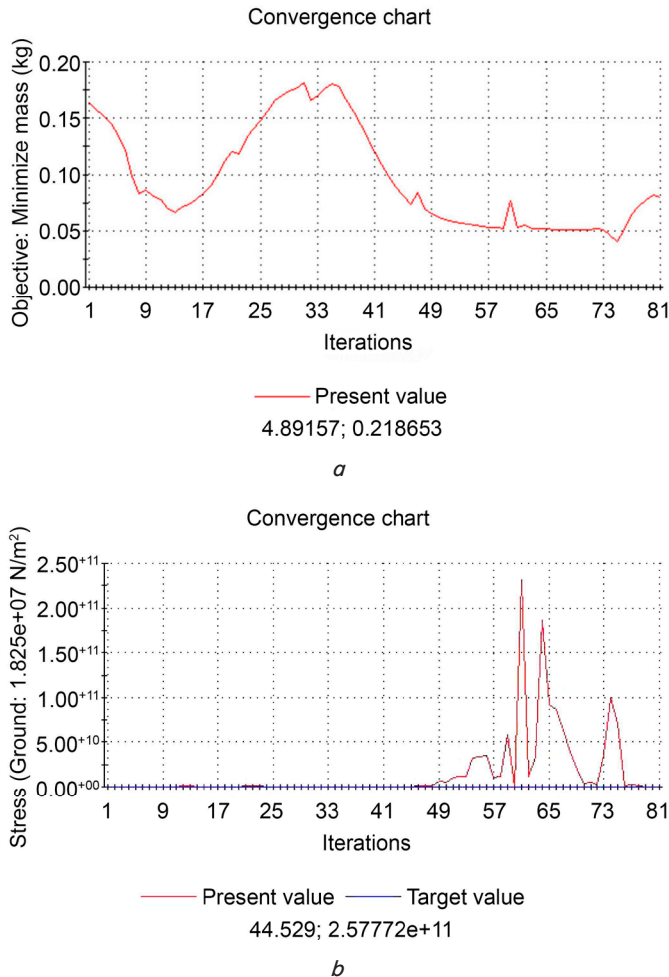 Convergence chart
Objective: Minimize mass (kg)
0.20
0.15
0.10
0.05
0.00
1 9 17 25 33 41 49 57 65 73 81
Iterations
Present value
4.89157; 0.218653
a
Convergence chart
Stress (Ground: 1.825e+07 N/m²)
2.50⁺¹¹
2.00⁺¹¹
1.50⁺¹¹
1.00⁺¹¹
5.00⁺¹⁰
0.00⁺⁰⁰
1 9 17 25 33 41 49 57 65 73 81
Iterations
Present value Target value
44.529; 2.57772e+11
b